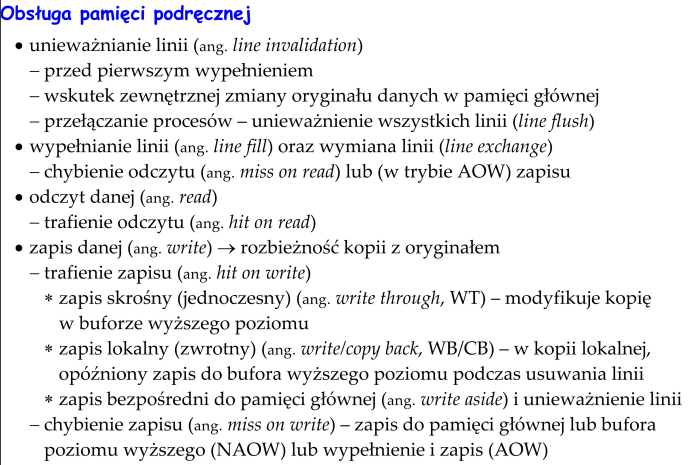 Obsługa pamięci podręcznej
• unieważnianie linii (ang. line invalidation)
– przed pierwszym wypełnieniem
– wskutek zewnętrznej zmiany oryginału danych w pamięci głównej
– przełączanie procesów – unieważnienie wszystkich linii (line flush)
• wypełnianie linii (ang. line fill) oraz wymiana linii (line exchange)
– chybienie odczytu (ang. miss on read) lub (w trybie AOW) zapisu
• odczyt danej (ang. read)
– trafienie odczytu (ang. hit on read)
• zapis danej (ang. write) → rozbieżność kopii z oryginałem
– trafienie zapisu (ang. hit on write)
* zapis skrośny (jednoczesny) (ang. write through, WT) – modyfikuje kopię
w buforze wyższego poziomu
* zapis lokalny (zwrotny) (ang. write/copy back, WB/CB) – w kopii lokalnej,
opóźniony zapis do bufora wyższego poziomu podczas usuwania linii
* zapis bezpośredni do pamięci głównej (ang. write aside) i unieważnienie linii
– chybienie zapisu (ang. miss on write) – zapis do pamięci głównej lub bufora
poziomu wyższego (NAOW) lub wypełnienie i zapis (AOW)